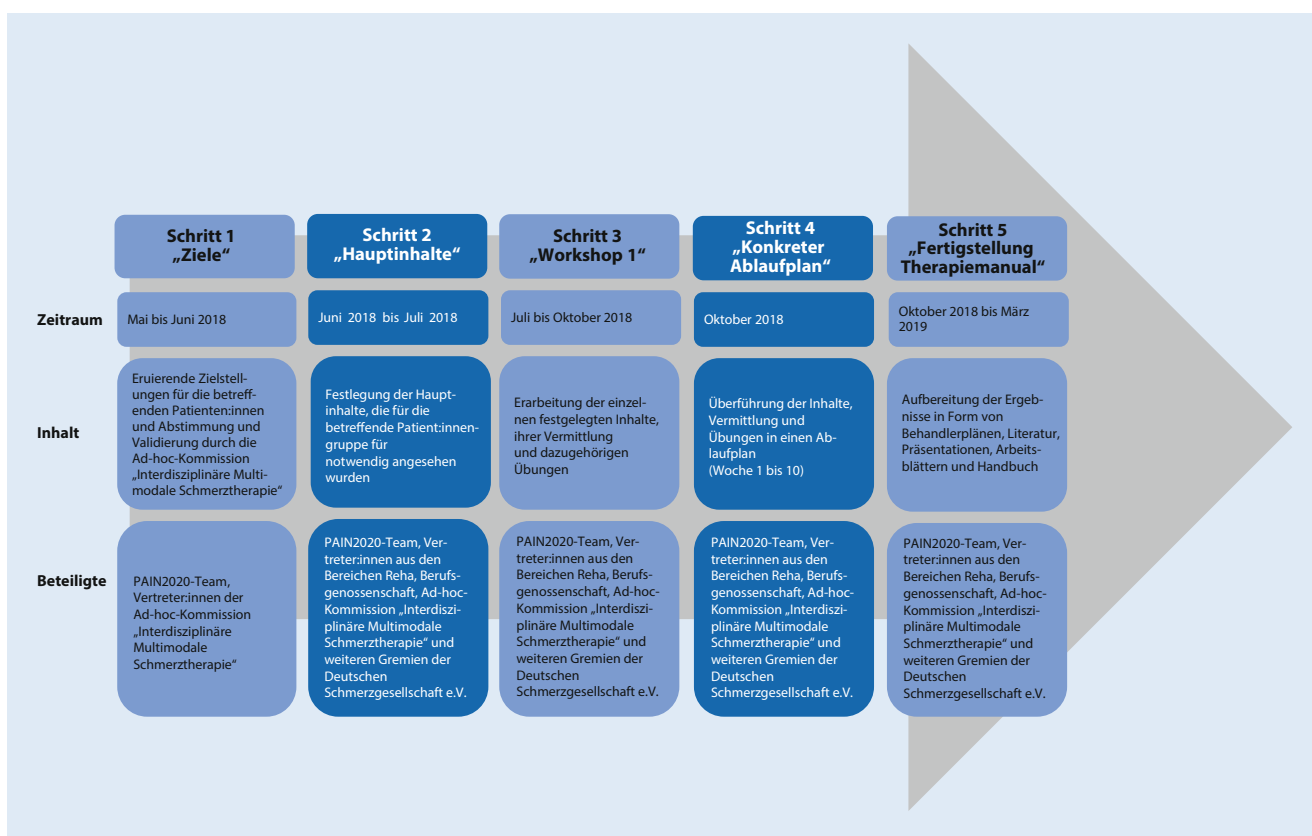 Schritt 1
„Ziele“
Schritt 2
„Hauptinhalte“
Schritt 3
„Workshop 1“
Schritt 4
„Konkreter
Ablaufplan“
Schritt 5
„Fertigstellung
Therapiemanual“
Zeitraum
Mai bis Juni 2018
Juni 2018 bis Juli 2018
Juli bis Oktober 2018
Oktober 2018
Oktober 2018 bis März
2019
Inhalt
Eruierende Zielstell-
ungen für die betreff-
enden Patienten:innen
und Abstimmung und
Validierung durch die
Ad-hoc-Kommission
„Interdisziplinäre Multi-
modale Schmerztherapie“
Festlegung der Haupt-
inhalte, die für die
betreffende Patient:innen-
gruppe für
notwendig angesehen
wurden
Erarbeitung der einzel-
nen festgelegten Inhalte,
ihrer Vermittlung
und dazugehörigen
Übungen
Überführung der Inhalte,
Vermittlung und
Übungen in einen Ab-
laufplan
(Woche 1 bis 10)
Aufbereitung der Ergeb-
nisse in Form von
Behandlerplänen, Literatur,
Präsentationen, Arbeits-
blättern und Handbuch
Beteiligte
PAIN2020-Team,
Vertreter:innen der
Ad-hoc-Kommission
„Interdisziplinäre
Multimodale
Schmerztherapie“
PAIN2020-Team, Ver-
treter:innen aus den
Bereichen Reha, Berufs-
genossenschaft, Ad-hoc-
Kommission „Interdiszi-
plinäre Multimodale
Schmerztherapie“ und
weiteren Gremien der
Deutschen
Schmerzgesellschaft e.V.
PAIN2020-Team, Ver-
treter:innen aus den
Bereichen Reha, Berufs-
genossenschaft, Ad-hoc-
Kommission „Interdiszi-
plinäre Multimodale
Schmerztherapie“ und
weiteren Gremien der
Deutschen
Schmerzgesellschaft e.V.
PAIN2020-Team, Ver-
treter:innen aus den
Bereichen Reha, Berufs-
genossenschaft, Ad-hoc-
Kommission „Interdiszi-
plinäre Multimodale
Schmerztherapie“ und
weiteren Gremien der
Deutschen
Schmerzgesellschaft e.V.
PAIN2020-Team, Ver-
treter:innen aus den
Bereichen Reha, Berufs-
genossenschaft, Ad-hoc-
Kommission „Interdiszi-
plinäre Multimodale
Schmerztherapie“ und
weiteren Gremien der
Deutschen
Schmerzgesellschaft e.V.